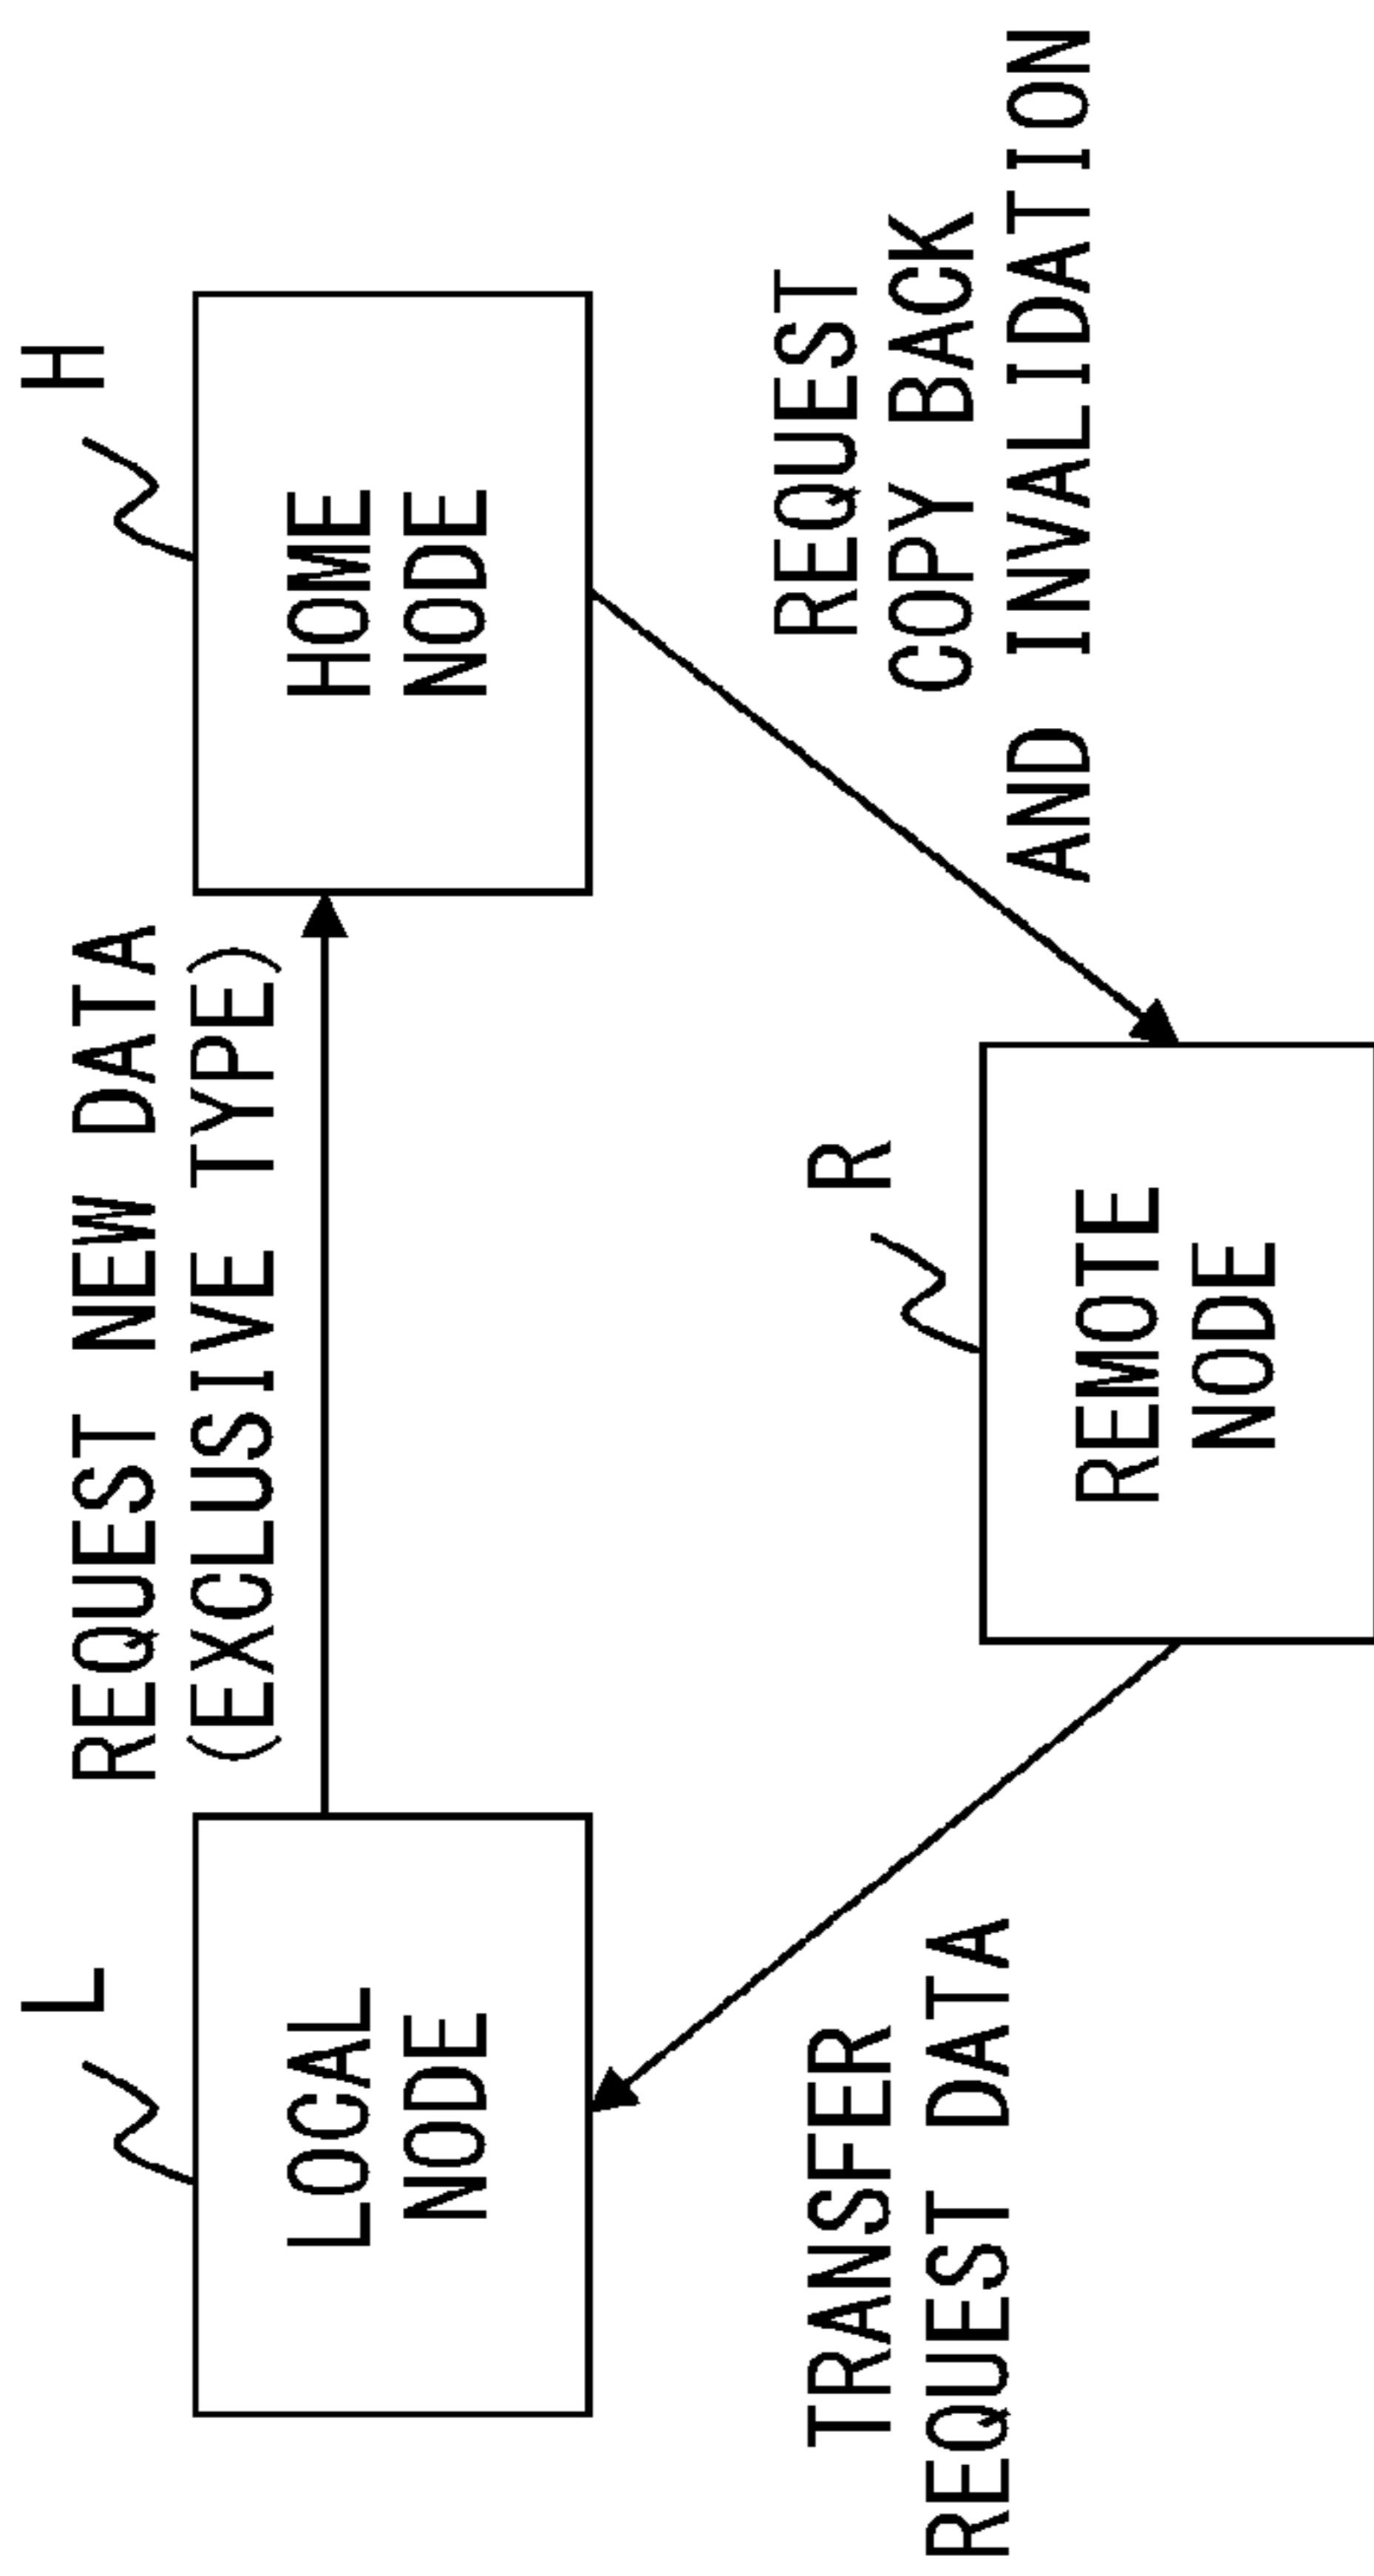 L
H
REQUEST NEW DATA
(EXCLUSIVE TYPE)
LOCAL
NODE
HOME
NODE
R
TRANSFER
REQUEST DATA
REQUEST
COPY BACK
AND INVALIDATION
REMOTE
NODE